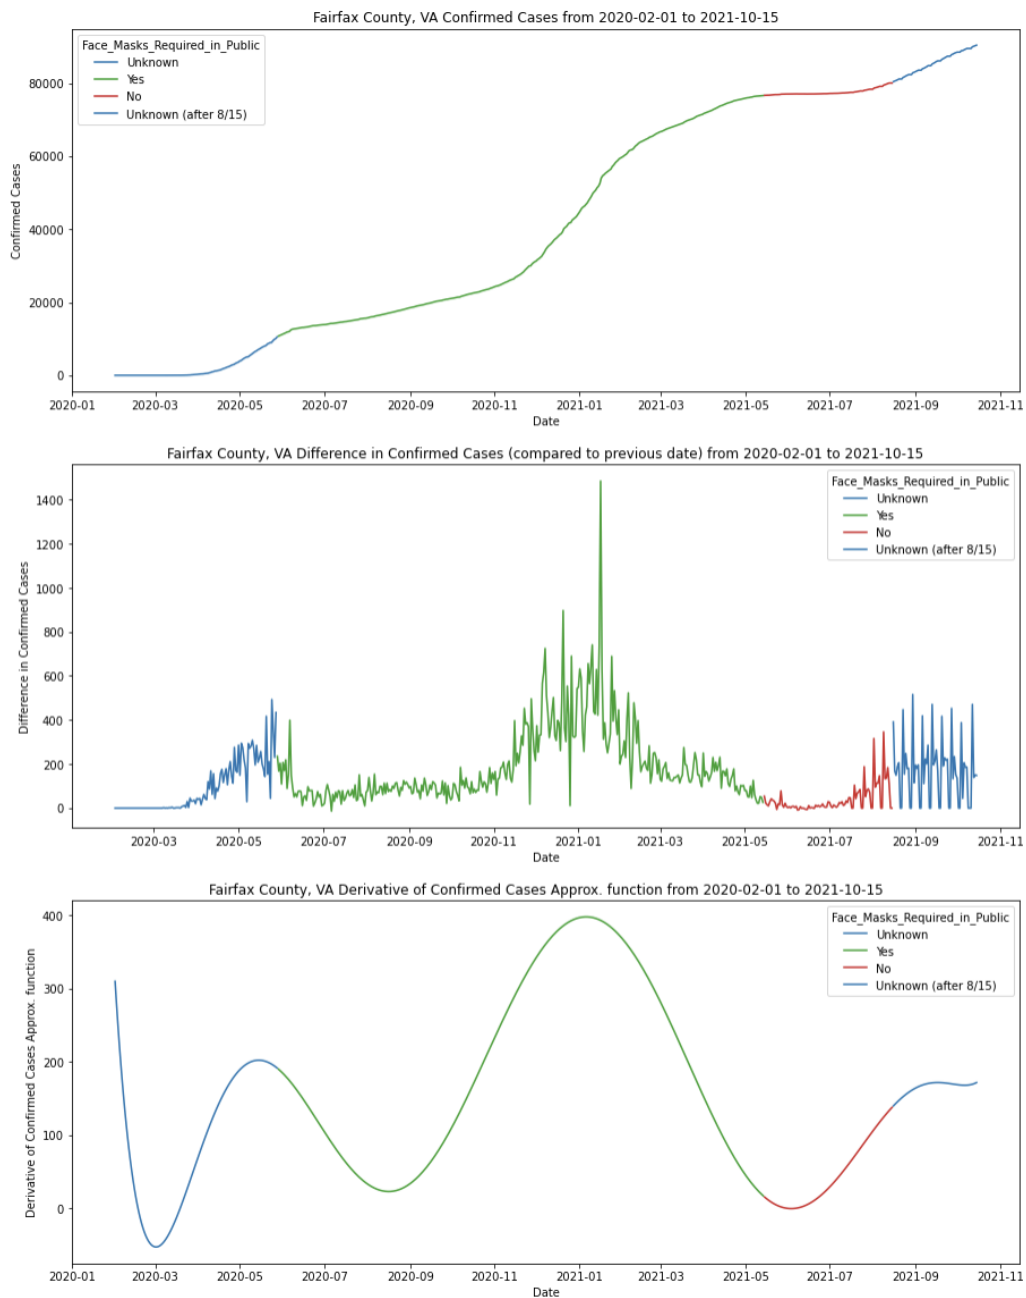 Fairfax County, VA Confirmed Cases from 2020-02-01 to 2021-10-15
Face_Masks_Required_in_Public
Unknown
Yes
No
Unknown (after 8/15)
Confirmed Cases
80000
60000
40000
20000
0
2020-01 2020-03 2020-05 2020-07 2020-09 2020-11 2021-01 2021-03 2021-05 2021-07 2021-09 2021-11
Date
Fairfax County, VA Difference in Confirmed Cases (compared to previous date) from 2020-02-01 to 2021-10-15
Face_Masks_Required_in_Public
Unknown
Yes
No
Unknown (after 8/15)
Difference in Confirmed Cases
1400
1200
1000
800
600
400
200
0
2020-03 2020-05 2020-07 2020-09 2020-11 2021-01 2021-03 2021-05 2021-07 2021-09 2021-11
Date
Fairfax County, VA Derivative of Confirmed Cases Approx. function from 2020-02-01 to 2021-10-15
Face_Masks_Required_in_Public
Unknown
Yes
No
Unknown (after 8/15)
Derivative of Confirmed Cases Approx. function
400
300
200
100
0
2020-01 2020-03 2020-05 2020-07 2020-09 2020-11 2021-01 2021-03 2021-05 2021-07 2021-09 2021-11
Date